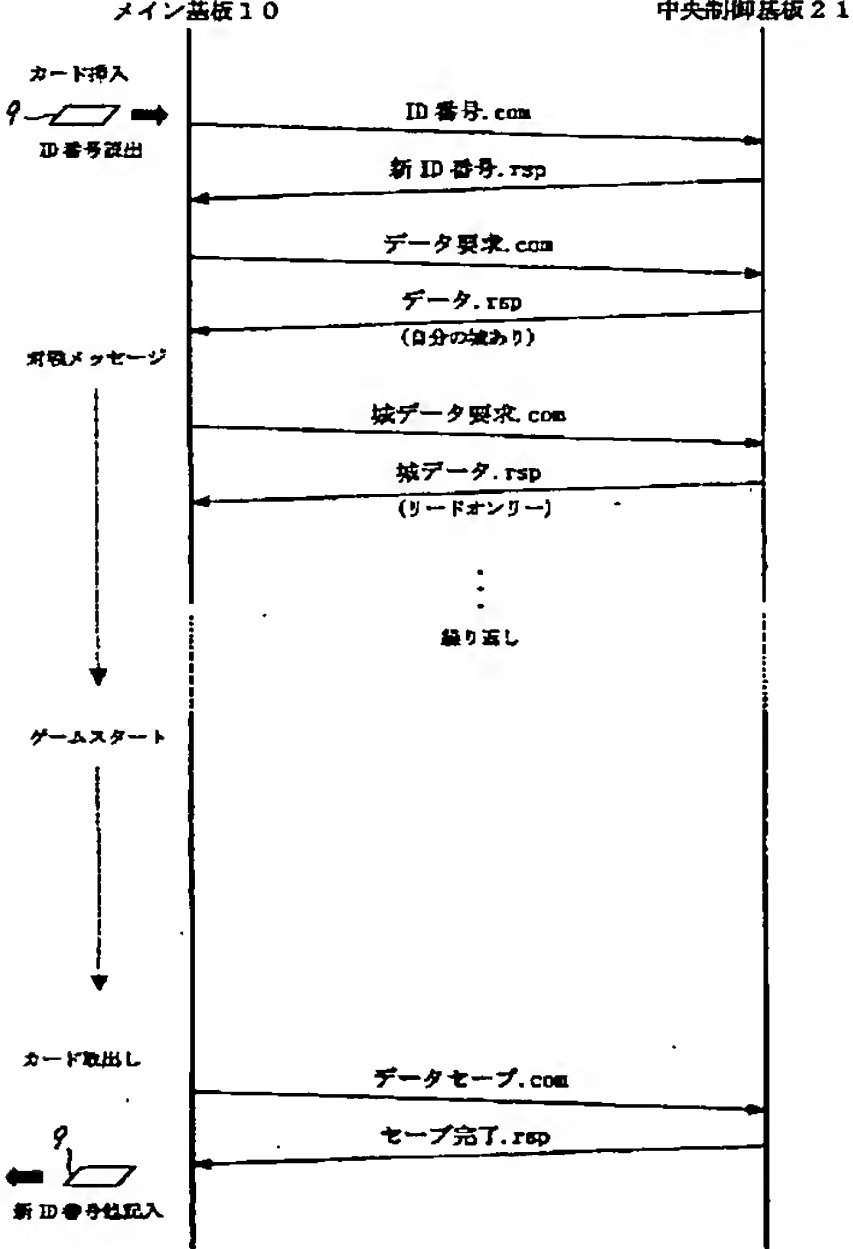 メイン基板10
中央制御基板21
カード挿入
9
ID番号読出
ID番号.com
新ID番号.rsp
データ要求.com
データ.rsp
(自分の城あり)
対戦メッセージ
城データ要求.com
城データ.rsp
(リードオンリー)
繰り返し
ゲームスタート
カード取出し
データセーブ.com
セーブ完了.rsp
9
新ID番号他記入